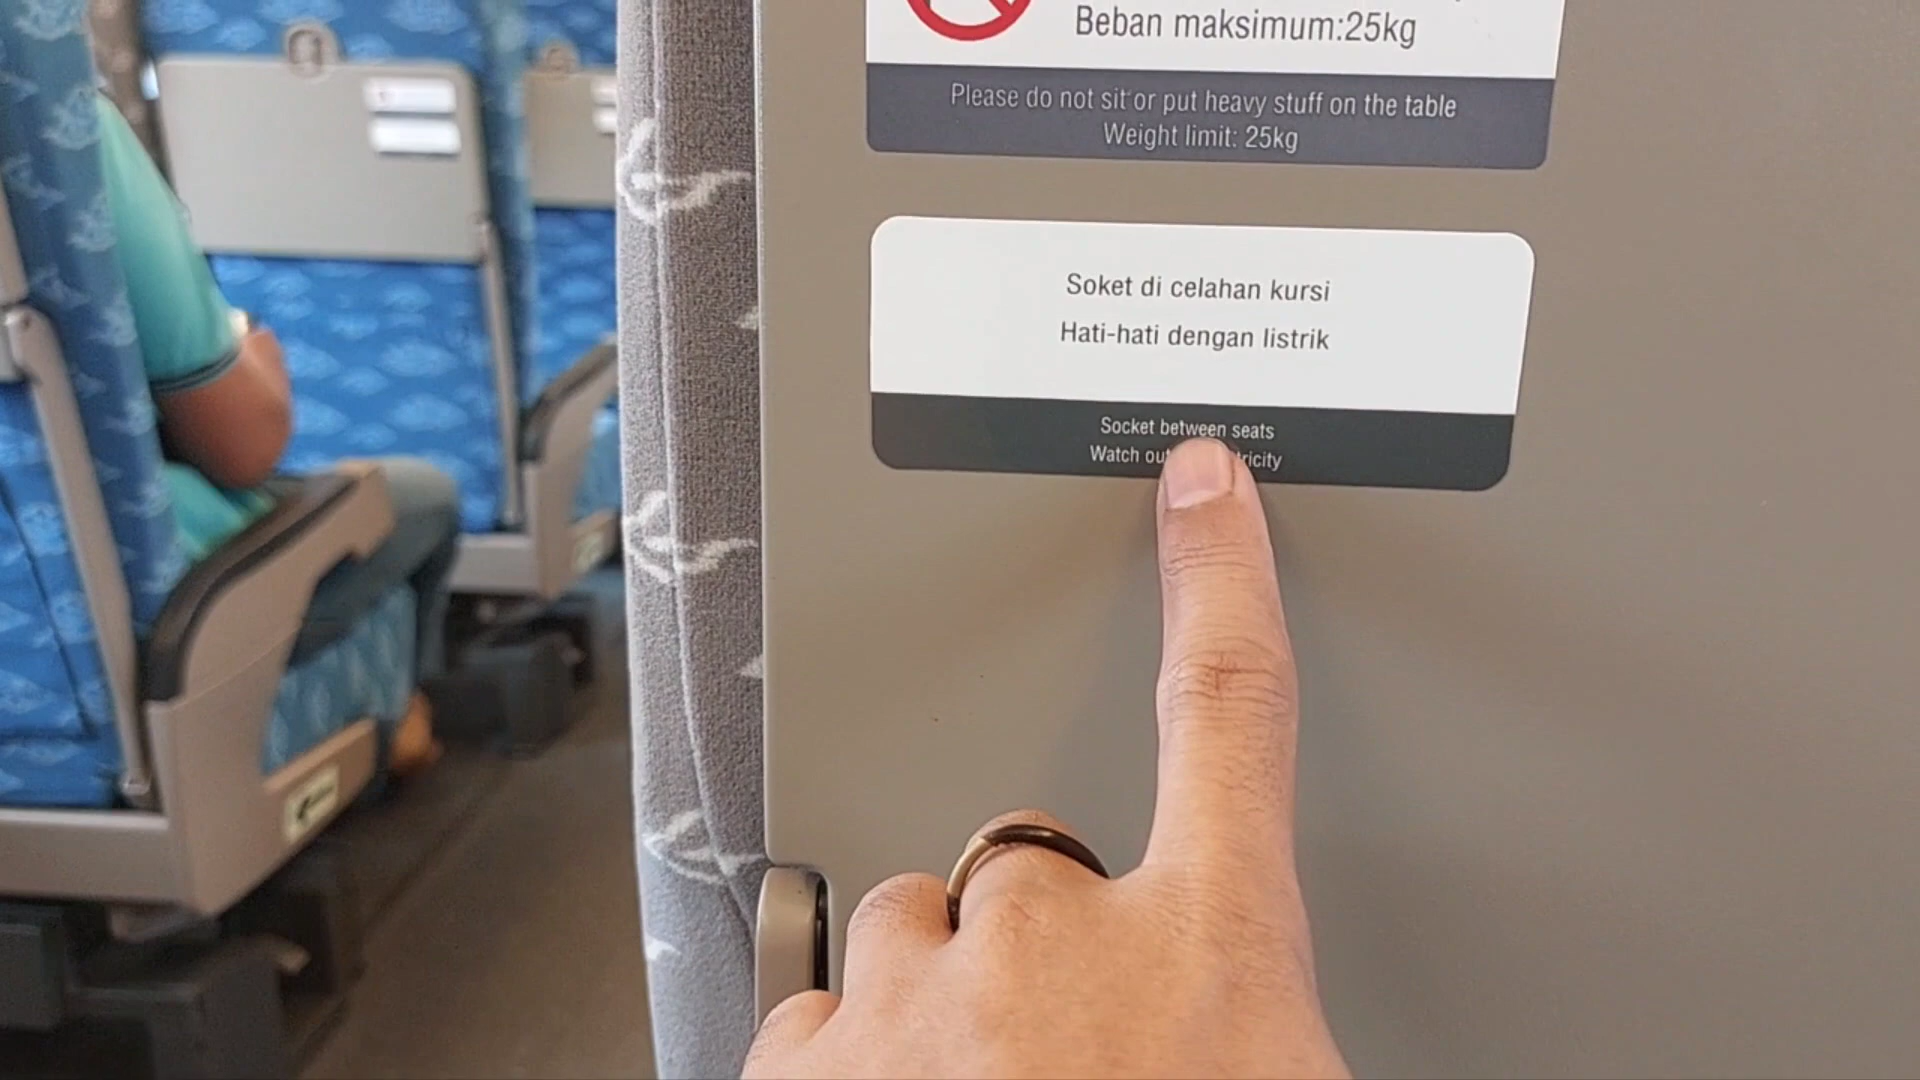 Beban maksimum:25kg
Please do not sit or put heavy stuff on the table
Weight limit: 25kg
Soket di celahan kursi
Hati-hati dengan listrik
Socket between seats
Watch